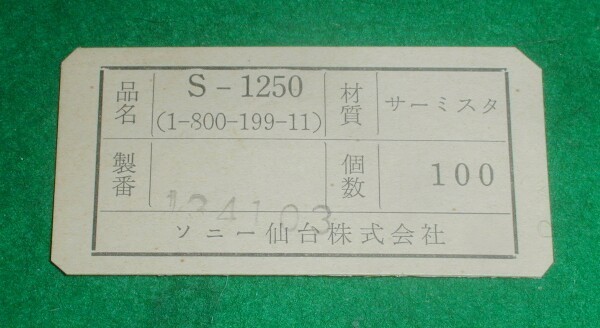 品名 S-1250 (1-800-199-11) 材質 サーミスタ
製番 134103 個数 100
ソニー仙台株式会社